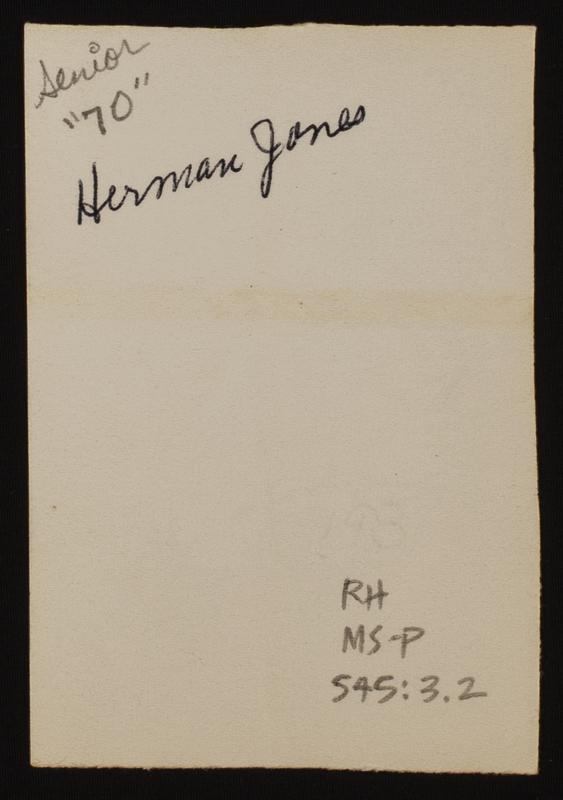 Senior
"70"
Herman Jones
RH
MS-P
545:3.2